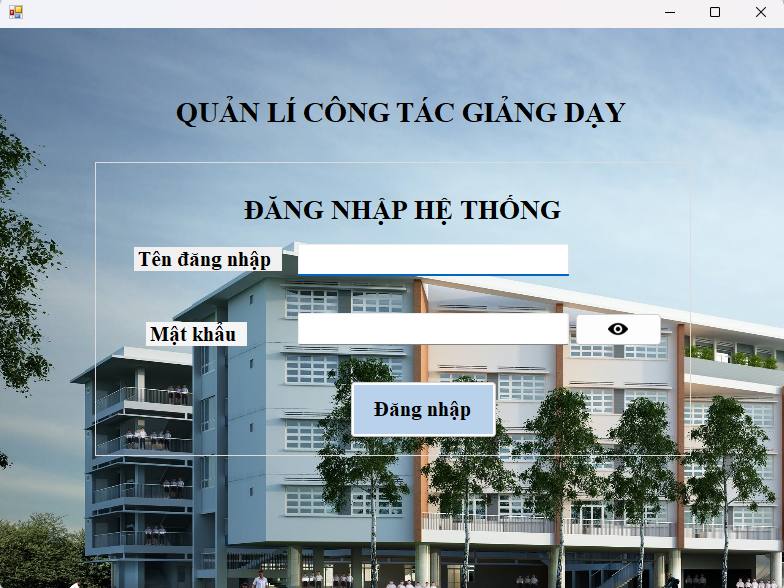 QUẢN LÍ CÔNG TÁC GIẢNG DẠY
ĐĂNG NHẬP HỆ THỐNG
Tên đăng nhập
Mật khẩu
Đăng nhập